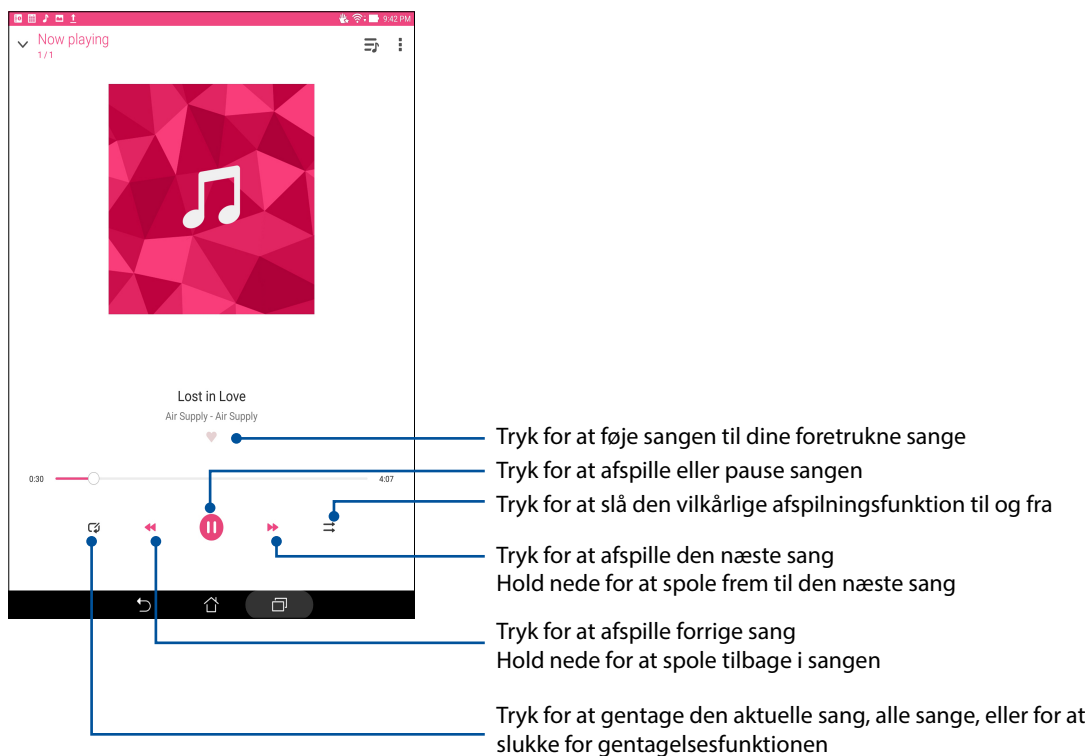 9:42 PM
Now playing
1/1
Lost in Love
Air Supply - Air Supply
0:30
4:07
Tryk for at føje sangen til dine foretrukne sange
Tryk for at afspille eller pause sangen
Tryk for at slå den vilkårlige afspilningsfunktion til og fra
Tryk for at afspille den næste sang
Hold nede for at spole frem til den næste sang
Tryk for at afspille forrige sang
Hold nede for at spole tilbage i sangen
Tryk for at gentage den aktuelle sang, alle sange, eller for at
slukke for gentagelsesfunktionen